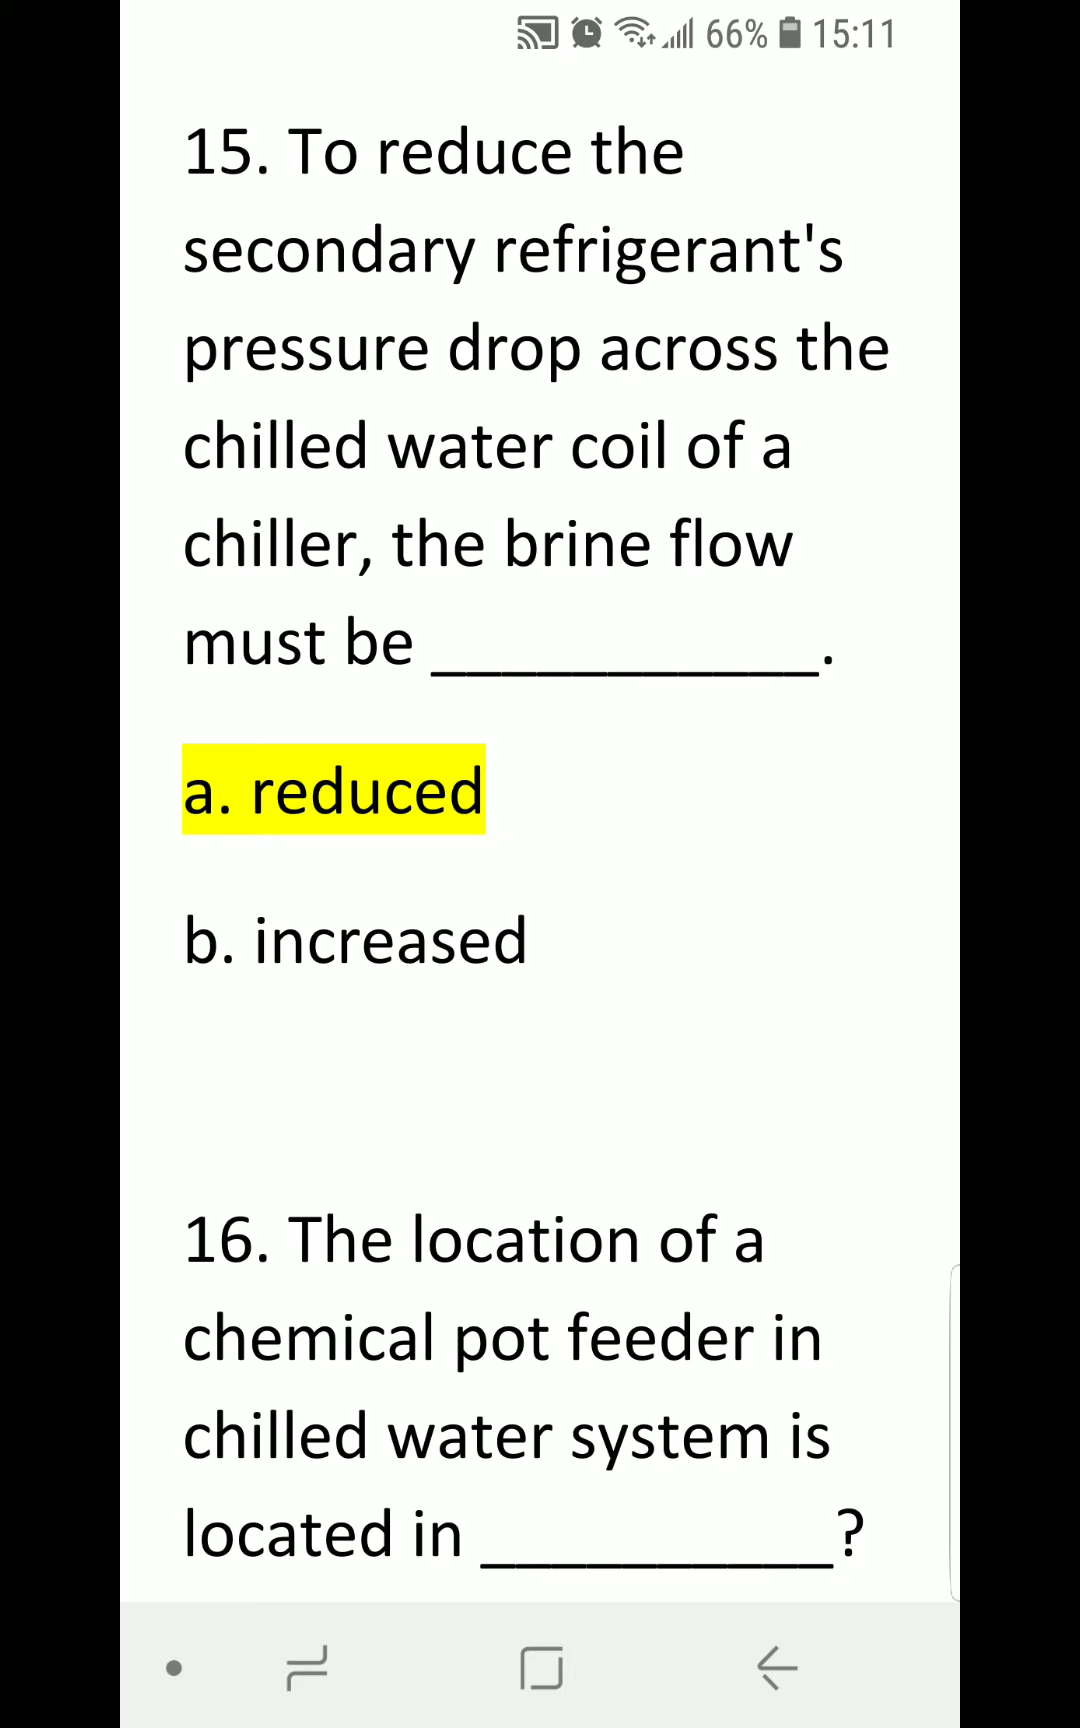 66% 15:11
15. To reduce the
secondary refrigerant's
pressure drop across the
chilled water coil of a
chiller, the brine flow
must be ___________.
a. reduced
b. increased
16. The location of a
chemical pot feeder in
chilled water system is
located in __________?